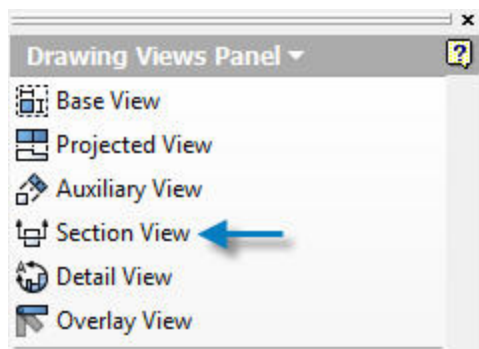 Drawing Views Panel
Base View
Projected View
Auxiliary View
Section View
Detail View
Overlay View